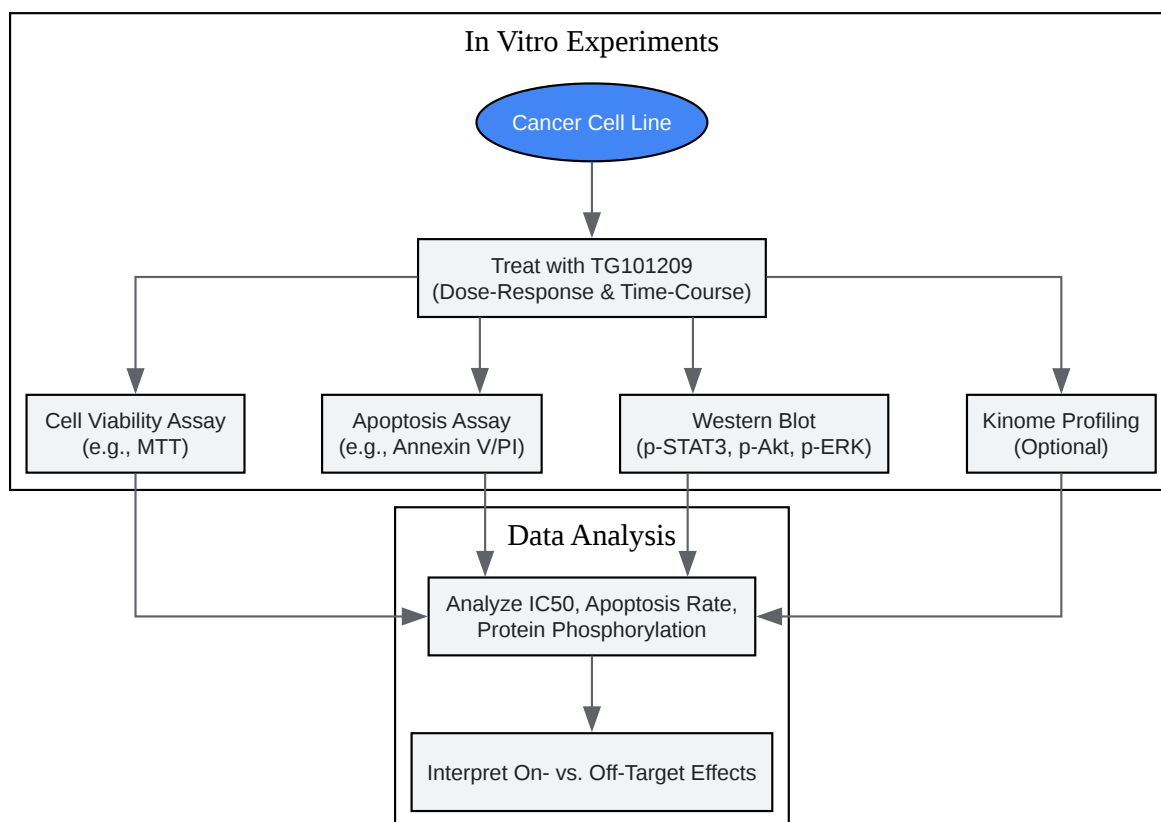 In Vitro Experiments
Cancer Cell Line
Treat with TG101209
(Dose-Response & Time-Course)
Cell Viability Assay
(e.g., MTT)
Apoptosis Assay
(e.g., Annexin V/PI)
Western Blot
(p-STAT3, p-Akt, p-ERK)
Kinome Profiling
(Optional)
Data Analysis
Analyze IC50, Apoptosis Rate,
Protein Phosphorylation
Interpret On- vs. Off-Target Effects